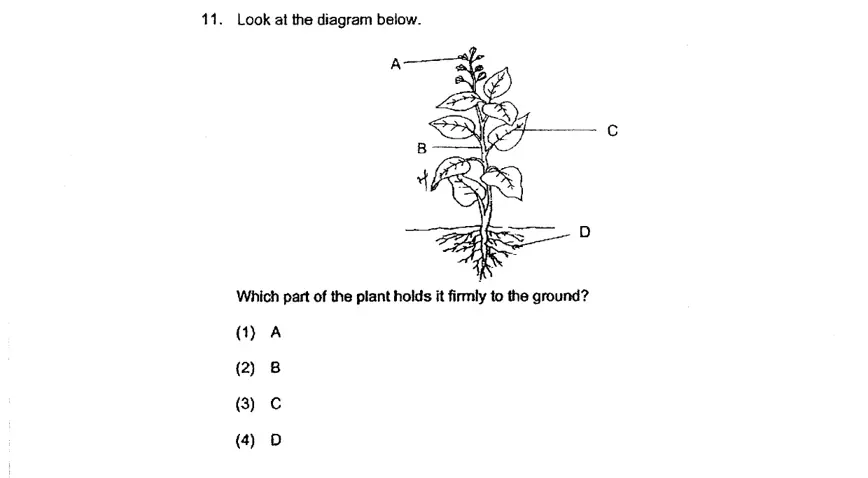 11. Look at the diagram below.
A
C
B
D
Which part of the plant holds it firmly to the ground?
(1) A
(2) B
(3) C
(4) D